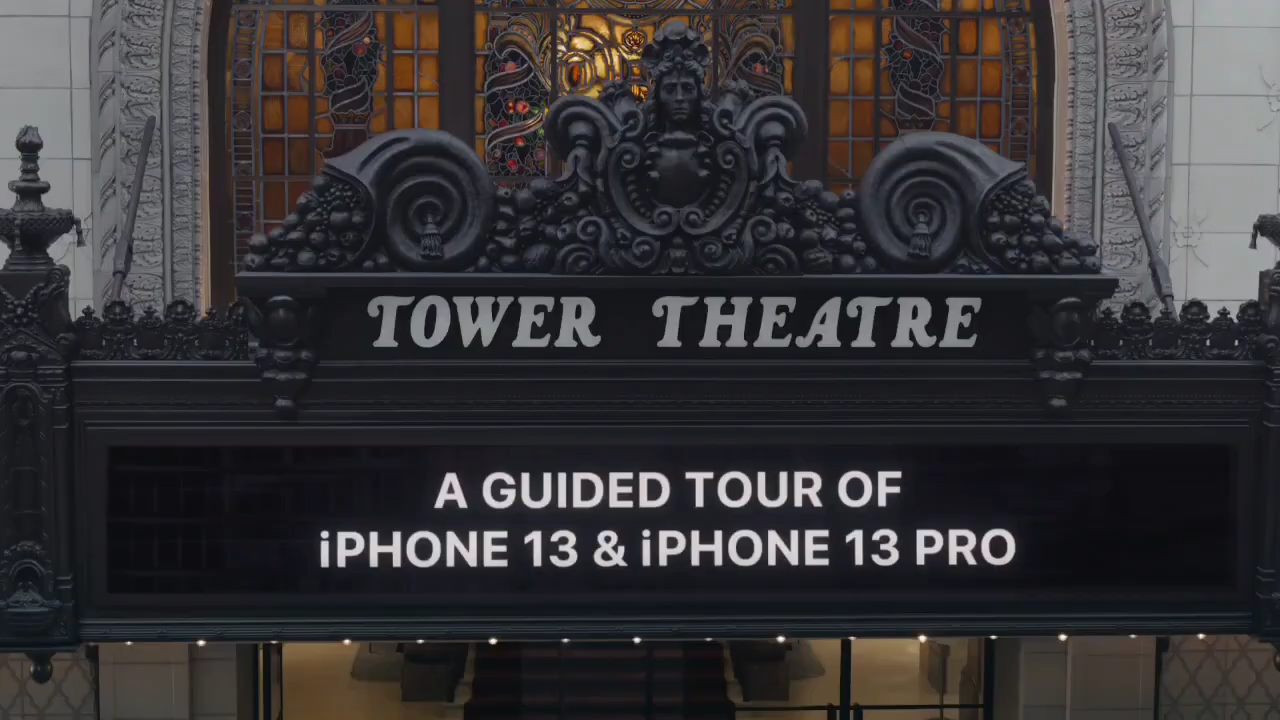 TOWER THEATRE
A GUIDED TOUR OF
iPHONE 13 & iPHONE 13 PRO